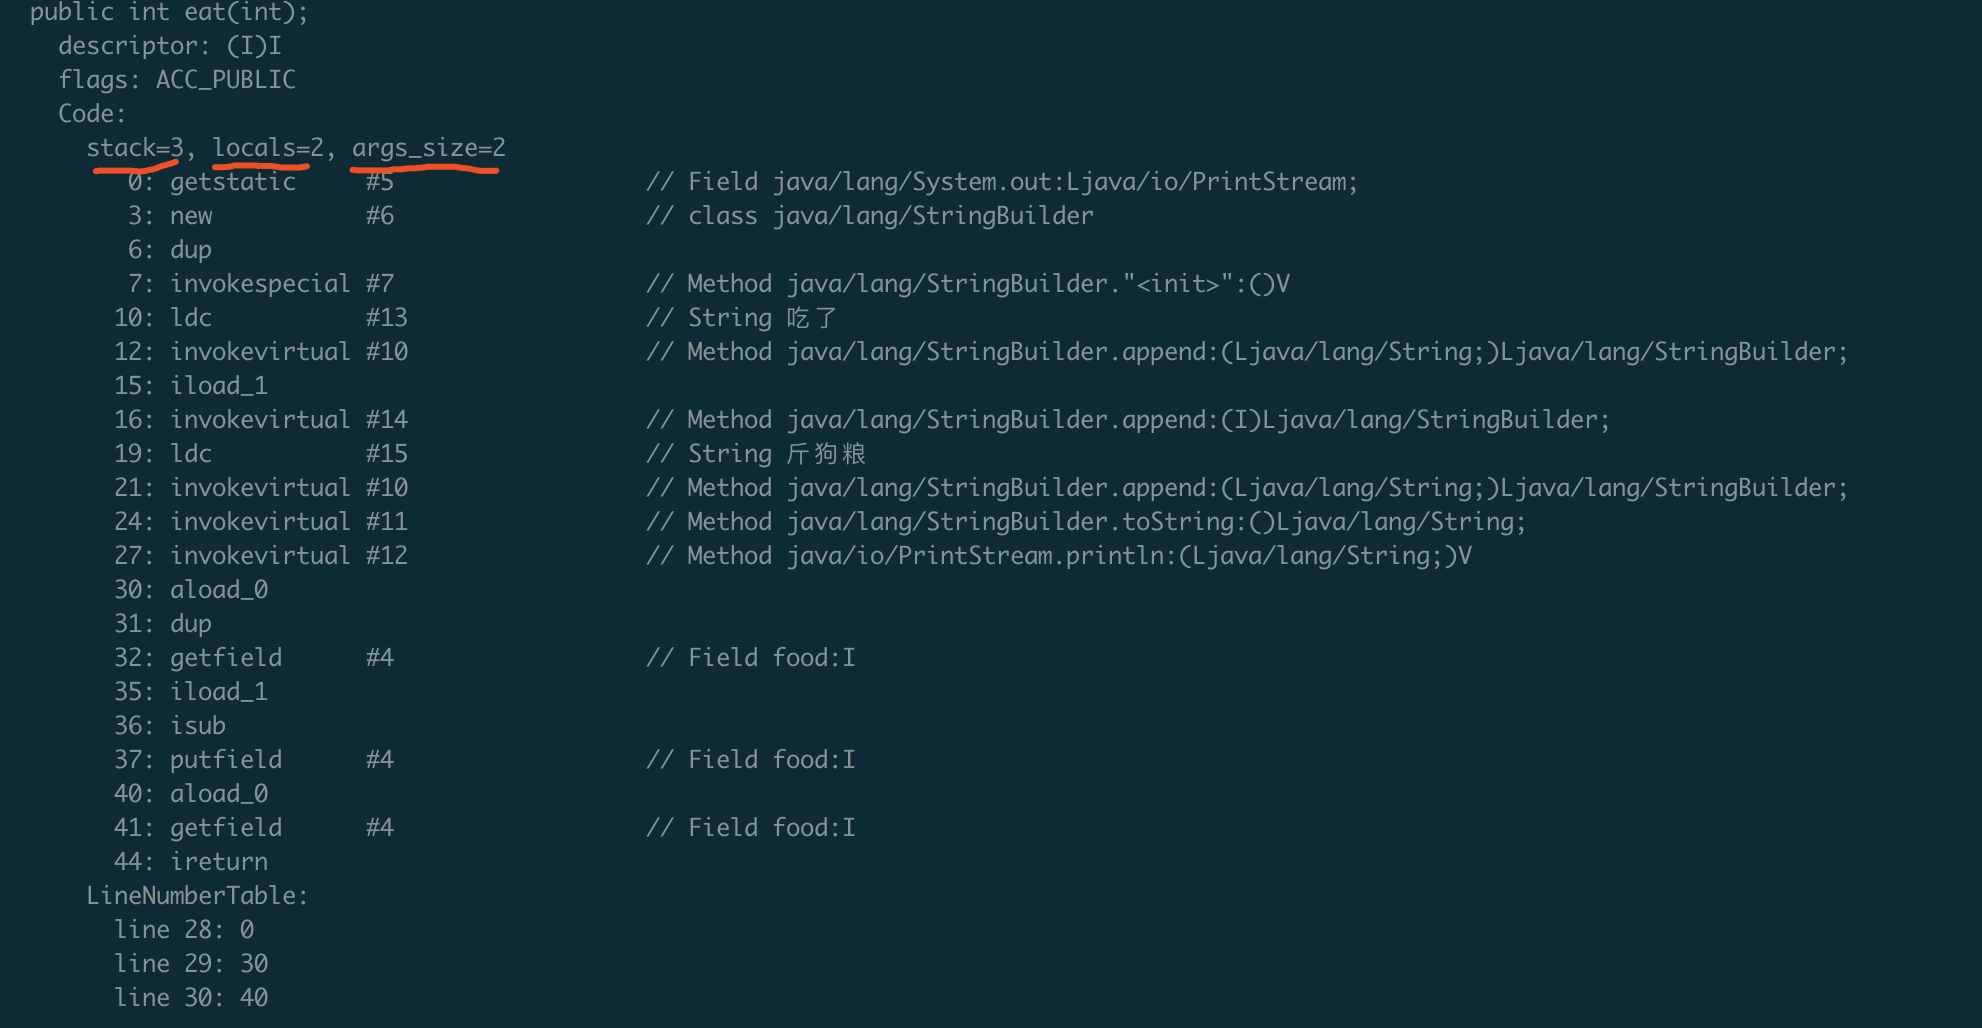 public int eat(int);
descriptor: (I)I
flags: ACC_PUBLIC
Code:
stack=3, locals=2, args_size=2
0: getstatic #5 // Field java/lang/System.out:Ljava/io/PrintStream;
3: new #6 // class java/lang/StringBuilder
6: dup
7: invokespecial #7 // Method java/lang/StringBuilder."<init>":()V
10: ldc #13 // String 吃了
12: invokevirtual #10 // Method java/lang/StringBuilder.append:(Ljava/lang/String;)Ljava/lang/StringBuilder;
15: iload_1
16: invokevirtual #14 // Method java/lang/StringBuilder.append:(I)Ljava/lang/StringBuilder;
19: ldc #15 // String 斤狗粮
21: invokevirtual #10 // Method java/lang/StringBuilder.append:(Ljava/lang/String;)Ljava/lang/StringBuilder;
24: invokevirtual #11 // Method java/lang/StringBuilder.toString:()Ljava/lang/String;
27: invokevirtual #12 // Method java/io/PrintStream.println:(Ljava/lang/String;)V
30: aload_0
31: dup
32: getfield #4 // Field food:I
35: iload_1
36: isub
37: putfield #4 // Field food:I
40: aload_0
41: getfield #4 // Field food:I
44: ireturn
LineNumberTable:
line 28: 0
line 29: 30
line 30: 40